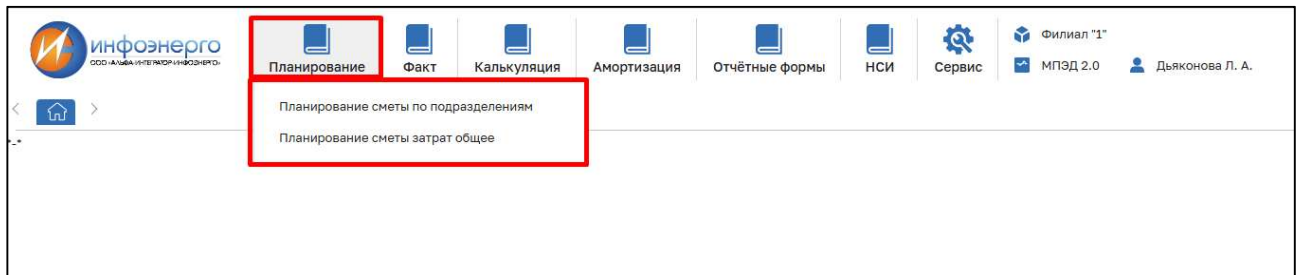 инфоэнерго
ООО «АЛЬФА-ИНТЕГРАТОР-ИНФОЭНЕРГО»
Планирование
Факт
Калькуляция
Амортизация
Отчётные формы
НСИ
Сервис
Филиал "1"
МПЭД 2.0
Дьяконова Л. А.
Планирование сметы по подразделениям
Планирование сметы затрат общее
*-*